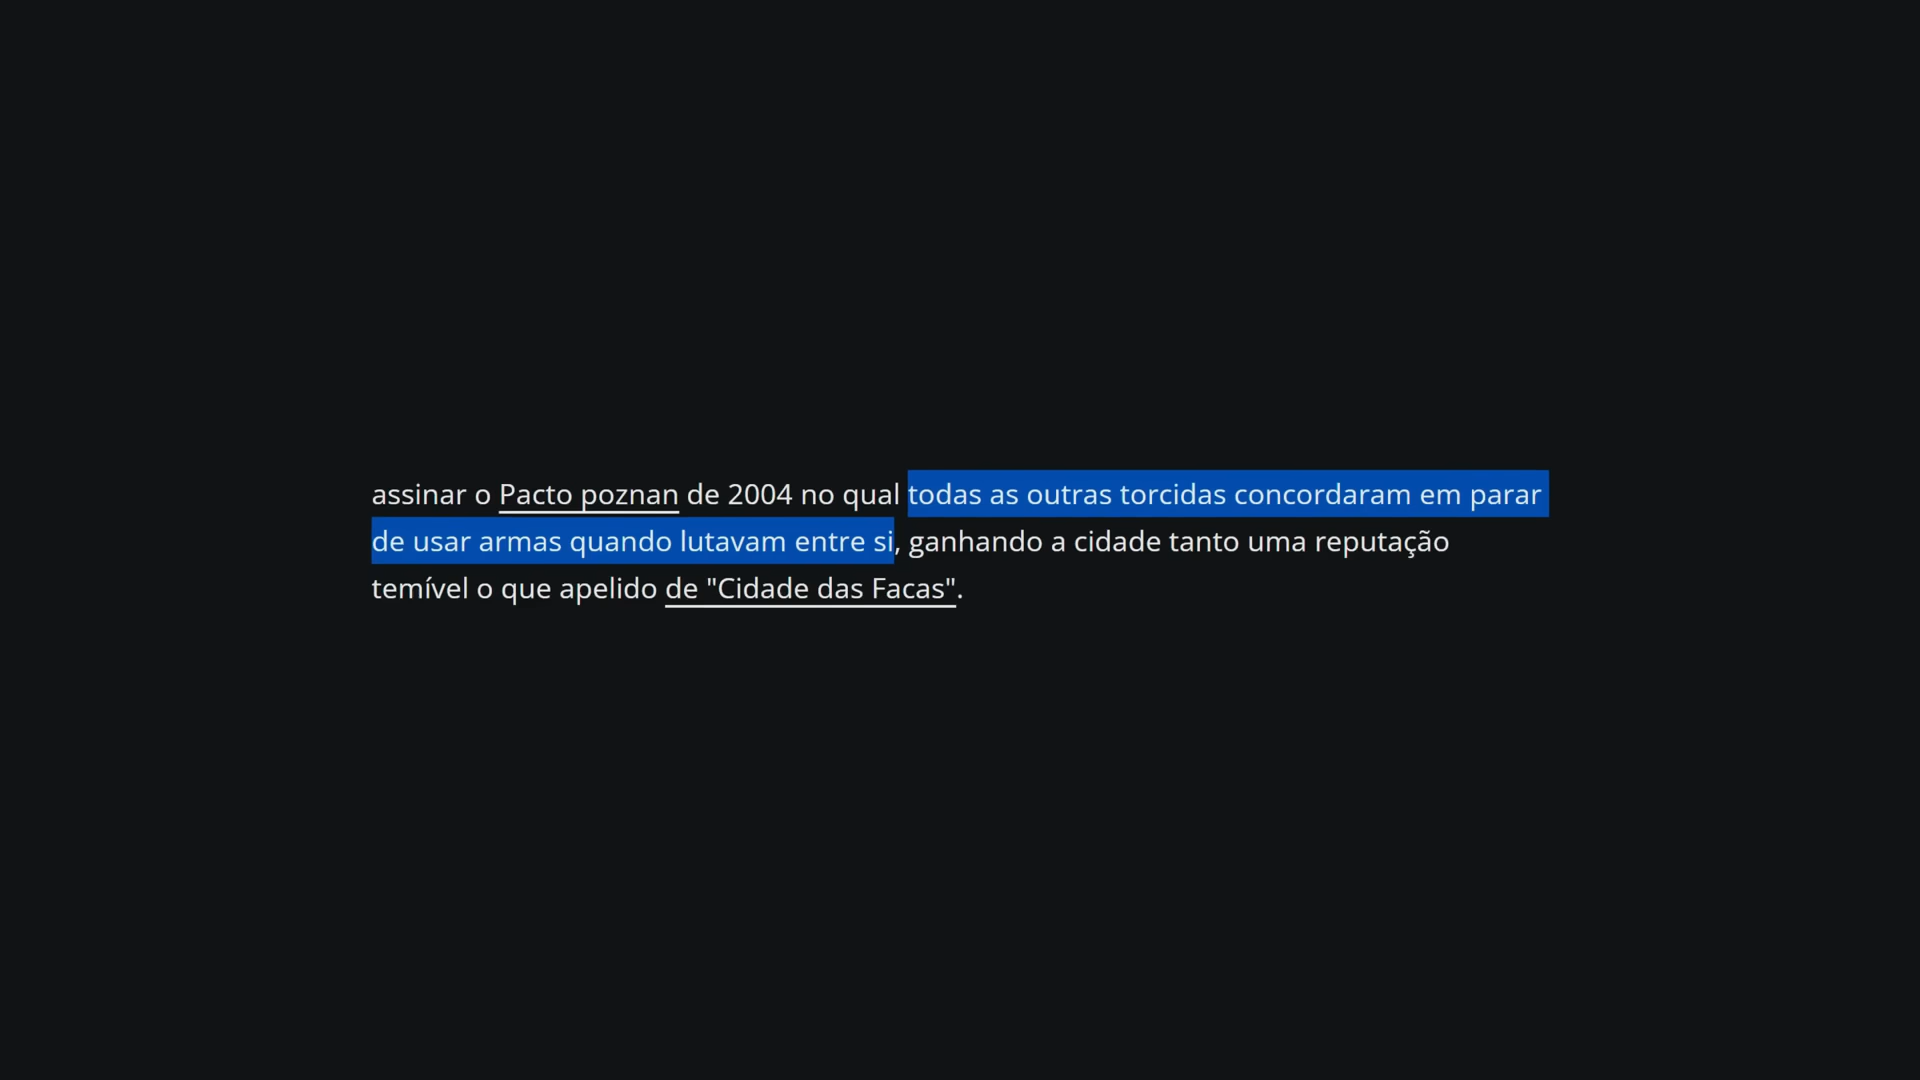 assinar o Pacto poznan de 2004 no qual todas as outras torcidas concordaram em parar
de usar armas quando lutavam entre si, ganhando a cidade tanto uma reputação
temível o que apelido de "Cidade das Facas".